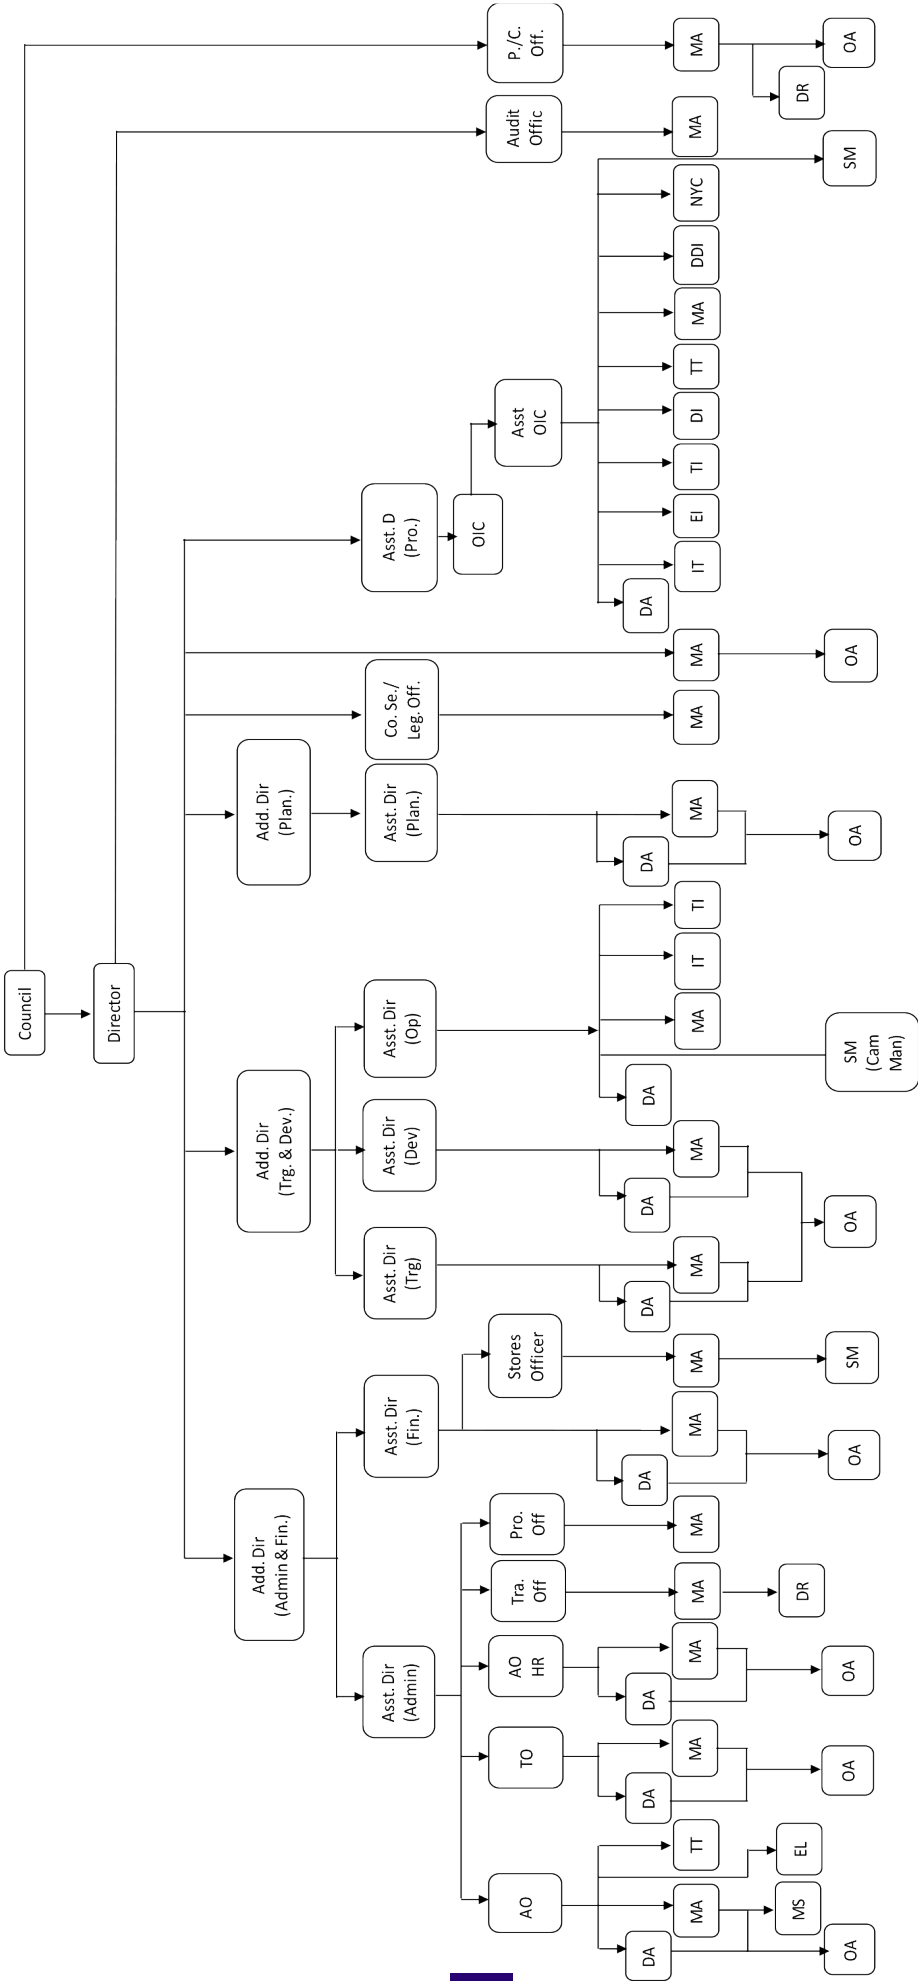 Council
Director
P./C.
Off.
Audit
Offic
Add. Dir
(Admin & Fin.)
Add. Dir
(Trg. & Dev.)
Add. Dir
(Plan.)
Asst. Dir
(Admin)
Asst. Dir
(Fin.)
Asst. Dir
(Trg)
Asst. Dir
(Dev)
Asst. Dir
(Op)
Asst. Dir
(Plan.)
Co. Se./
Leg. Off.
Asst. D
(Pro.)
OIC
Asst
OIC
AO
TO
AO
HR
Tra.
Off
Pro.
Off
Stores
Officer
DA
DA
DA
DA
DA
DA
DA
DA
DA
MA
TT
MA
MA
MA
MA
MA
MA
MA
MA
MA
IT
TI
MA
MA
MA
IT
EI
TI
DI
TT
MA
DDI
NYC
MA
MA
MS
EL
DR
DR
OA
OA
OA
OA
SM
OA
SM
(Cam
Man)
OA
OA
SM
OA